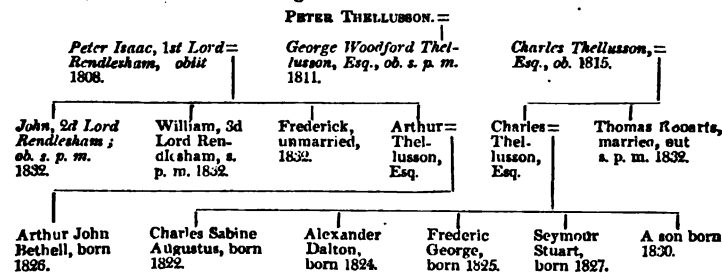 PETER THELLUSSON.=
Peter Isaac, 1st Lord=
Rendlesham, obiit
1808.
George Woodford Thel-
lusson, Esq., ob. s. p. m.
1811.
Charles Thellusson,=
Esq., ob. 1815.
John, 2d Lord
Rendlesham;
ob. s. p. m.
1832.
William, 3d
Lord Ren-
dlesham, s.
p. m. 1832.
Frederick,
unmarried,
1832.
Arthur=
Thel-
lusson,
Esq.
Charles=
Thel-
lusson,
Esq.
Thomas
married, but
s. p. m. 1832.
Arthur John
Bethell, born
1826.
Charles Sabine
Augustus, born
1822.
Alexander
Dalton,
born 1824.
Frederic
George,
born 1825.
Seymour
Stuart,
born 1827.
A son born
1830.